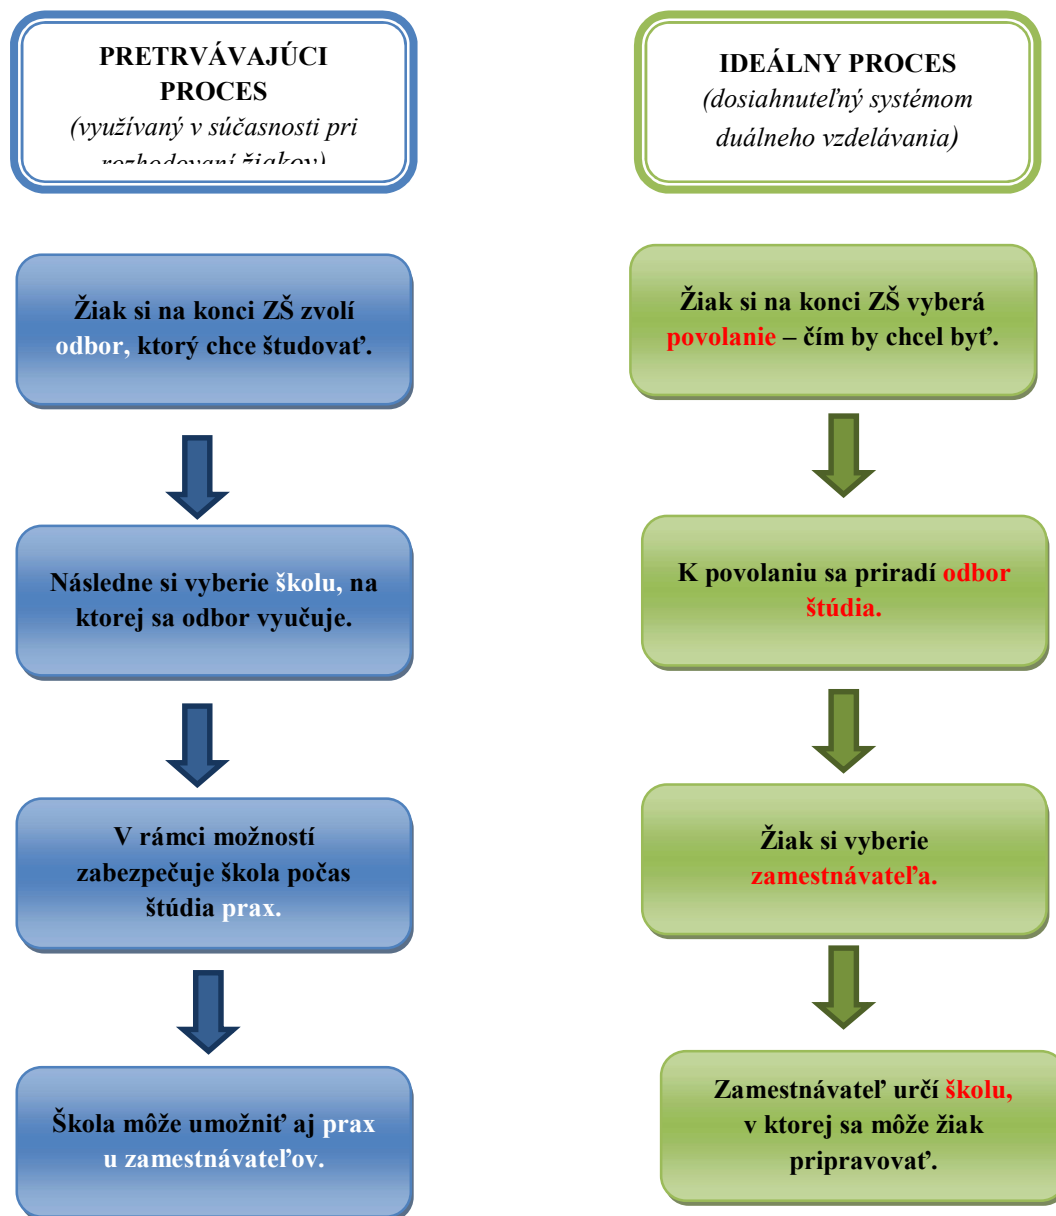 PRETRVÁVAJÚCI
PROCES
(využívaný v súčasnosti pri
rozhodovaní žiakov)
Žiak si na konci ZŠ zvolí
odbor, ktorý chce študovať.
Následne si vyberie školu, na
ktorej sa odbor vyučuje.
V rámci možností
zabezpečuje škola počas
štúdia prax.
Škola môže umožniť aj prax
u zamestnávateľov.
IDEÁLNY PROCES
(dosiahnuteľný systémom
duálneho vzdelávania)
Žiak si na konci ZŠ vyberá
povolanie – čím by chcel byť.
K povolaniu sa priradí odbor
štúdia.
Žiak si vyberie
zamestnávateľa.
Zamestnávateľ určí školu,
v ktorej sa môže žiak
pripravovať.